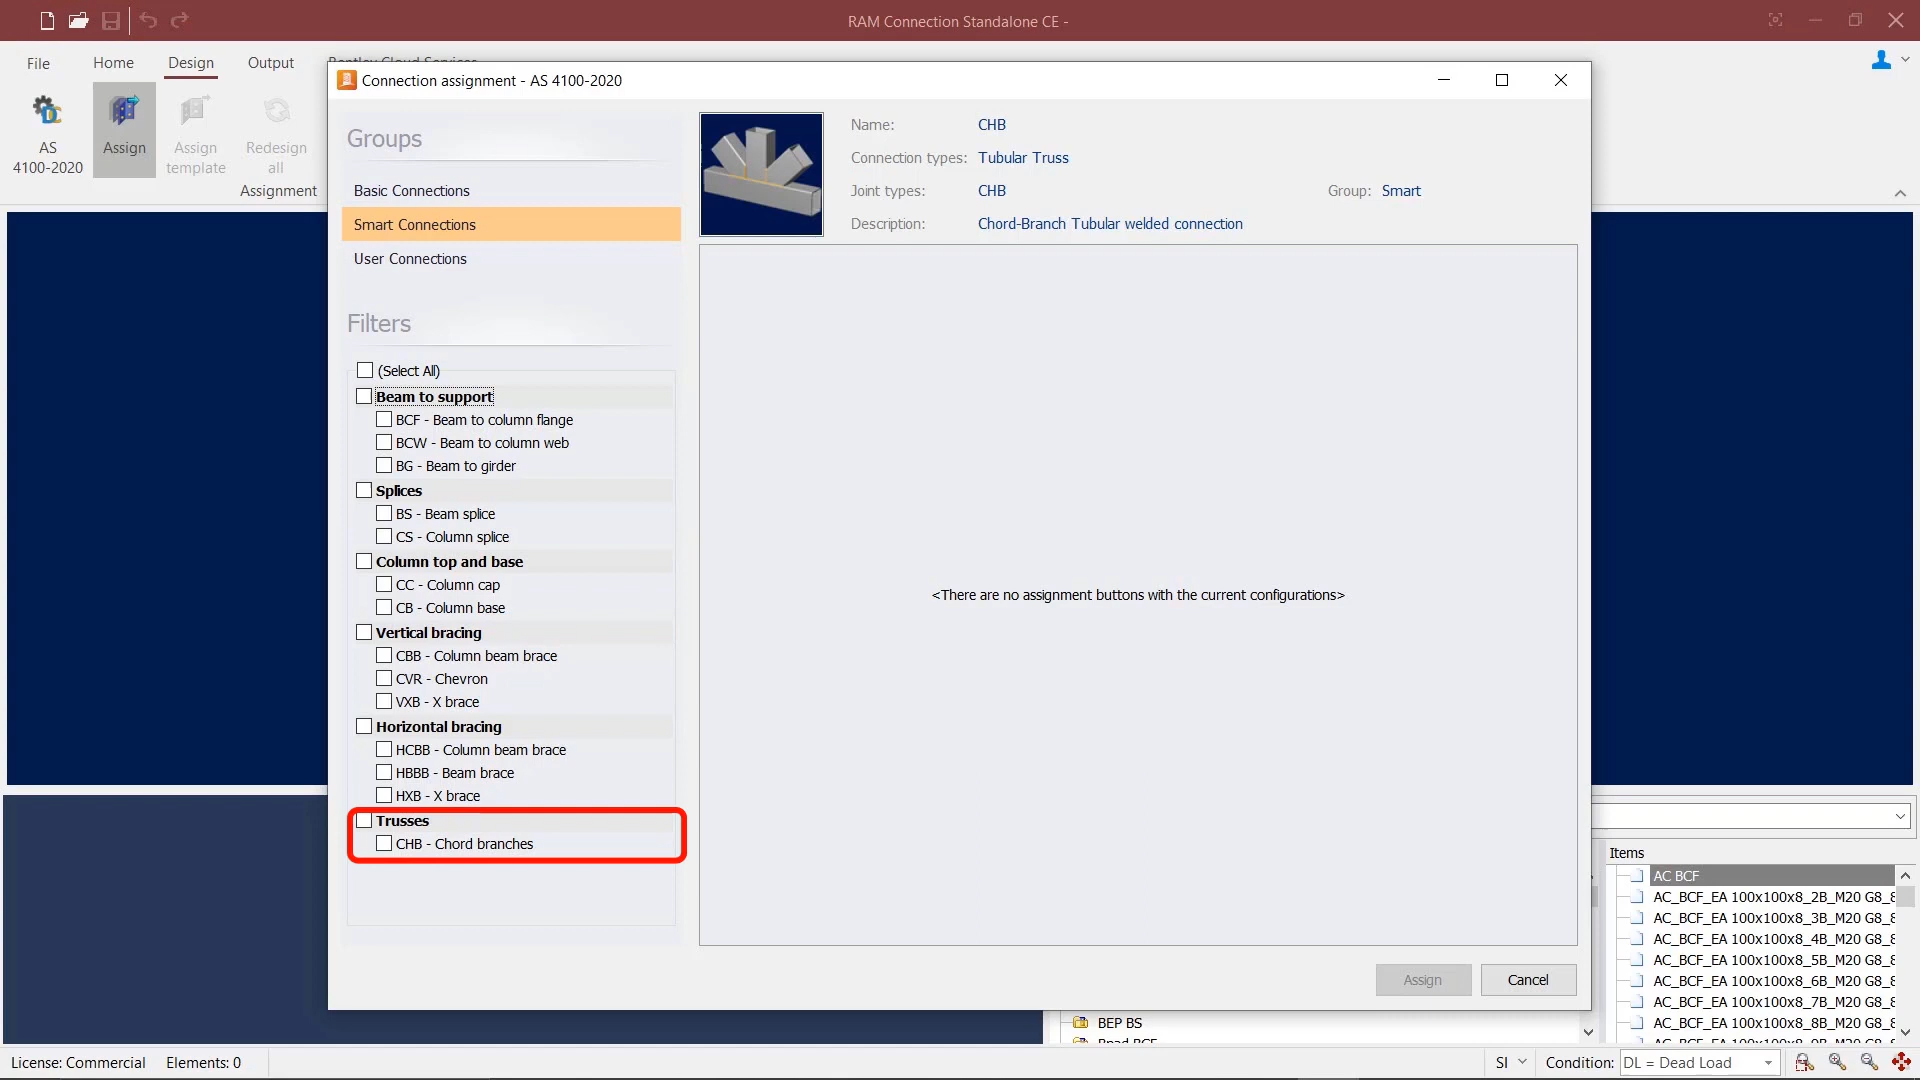 RAM Connection Standalone CE -
File
Home
Design
Output
AS
4100-2020
Assign
Assign
template
Redesign
all
Assignment
Connection assignment - AS 4100-2020
Groups
Basic Connections
Smart Connections
User Connections
Filters
(Select All)
Beam to support
BCF - Beam to column flange
BCW - Beam to column web
BG - Beam to girder
Splices
BS - Beam splice
CS - Column splice
Column top and base
CC - Column cap
CB - Column base
Vertical bracing
CBB - Column beam brace
CVR - Chevron
VXB - X brace
Horizontal bracing
HCBB - Column beam brace
HBBB - Beam brace
HXB - X brace
Trusses
CHB - Chord branches
Name: CHB
Connection types: Tubular Truss
Joint types: CHB
Group: Smart
Description: Chord-Branch Tubular welded connection
<There are no assignment buttons with the current configurations>
Assign
Cancel
Items
AC BCF
AC_BCF_EA 100x100x8_2B_M20 G8_8
AC_BCF_EA 100x100x8_3B_M20 G8_8
AC_BCF_EA 100x100x8_4B_M20 G8_8
AC_BCF_EA 100x100x8_5B_M20 G8_8
AC_BCF_EA 100x100x8_6B_M20 G8_8
AC_BCF_EA 100x100x8_7B_M20 G8_8
AC_BCF_EA 100x100x8_8B_M20 G8_8
BEP BS
License: Commercial
Elements: 0
SI
Condition: DL = Dead Load